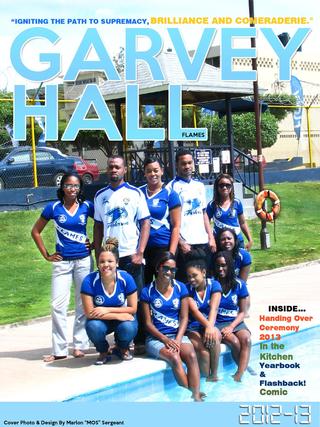 "IGNITING THE PATH TO SUPREMACY, BRILLIANCE AND COMERADERIE."
GARVEY
HALL
FLAMES
INSIDE...
Handing Over
Ceremony
2013
In the
Kitchen
Yearbook
&
Flashback!
Comic
Cover Photo & Design By Marlon "MOS" Sergeant
2012-13